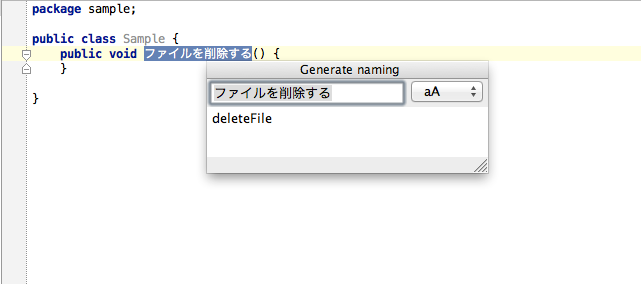 package sample;
public class Sample {
public void ファイルを削除する() {
}
}
Generate naming
ファイルを削除する
aA
deleteFile